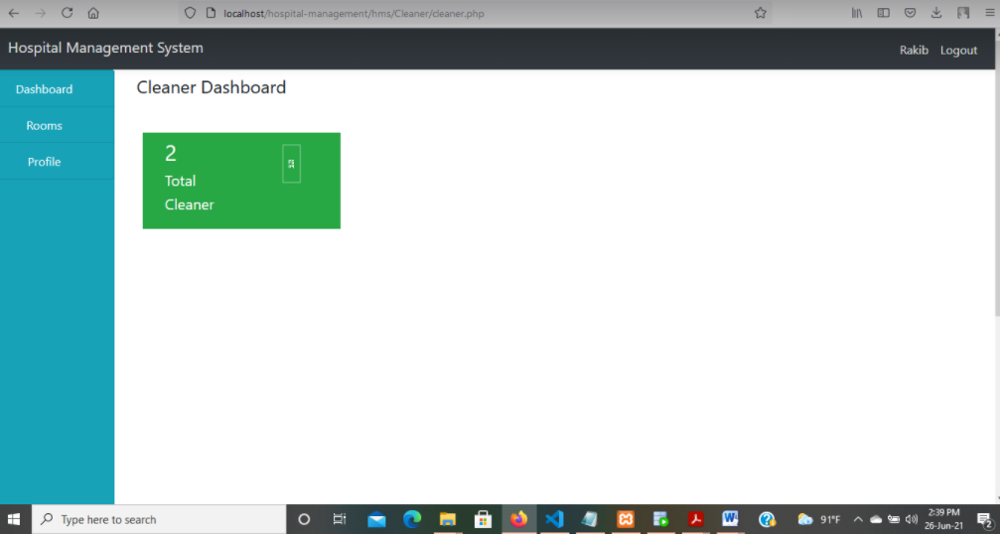 localhost/hospital-management/hms/Cleaner/cleaner.php
Hospital Management System
Rakib Logout
Dashboard
Rooms
Profile
Cleaner Dashboard
2
Total
Cleaner
Type here to search
91°F
2:39 PM
26-Jun-21
2